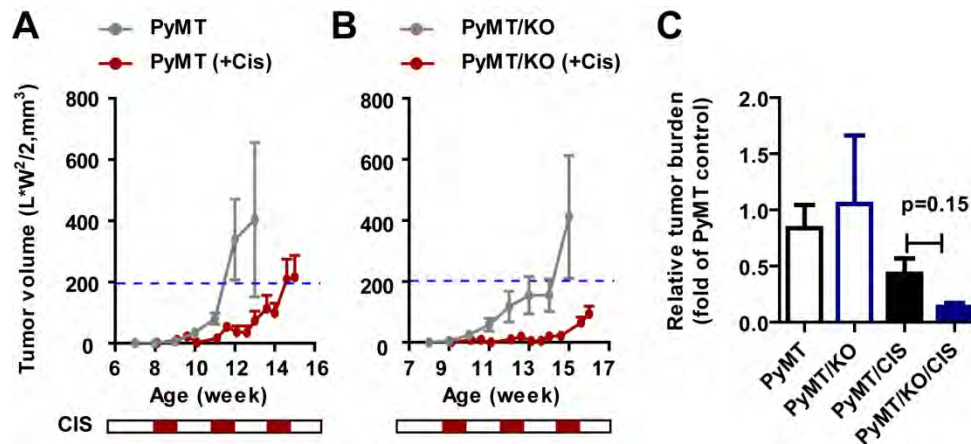 A
PyMT
PyMT (+Cis)
Tumor volume (L*W²/2,mm³)
800
600
400
200
0
6 8 10 12 14 16
Age (week)
CIS
B
PyMT/KO
PyMT/KO (+Cis)
800
600
400
200
0
7 9 11 13 15 17
Age (week)
C
Relative tumor burden
(fold of PyMT control)
2.0
1.5
1.0
0.5
0.0
p=0.15
PyMT
PyMT/KO
PyMT/CIS
PyMT/KO/CIS